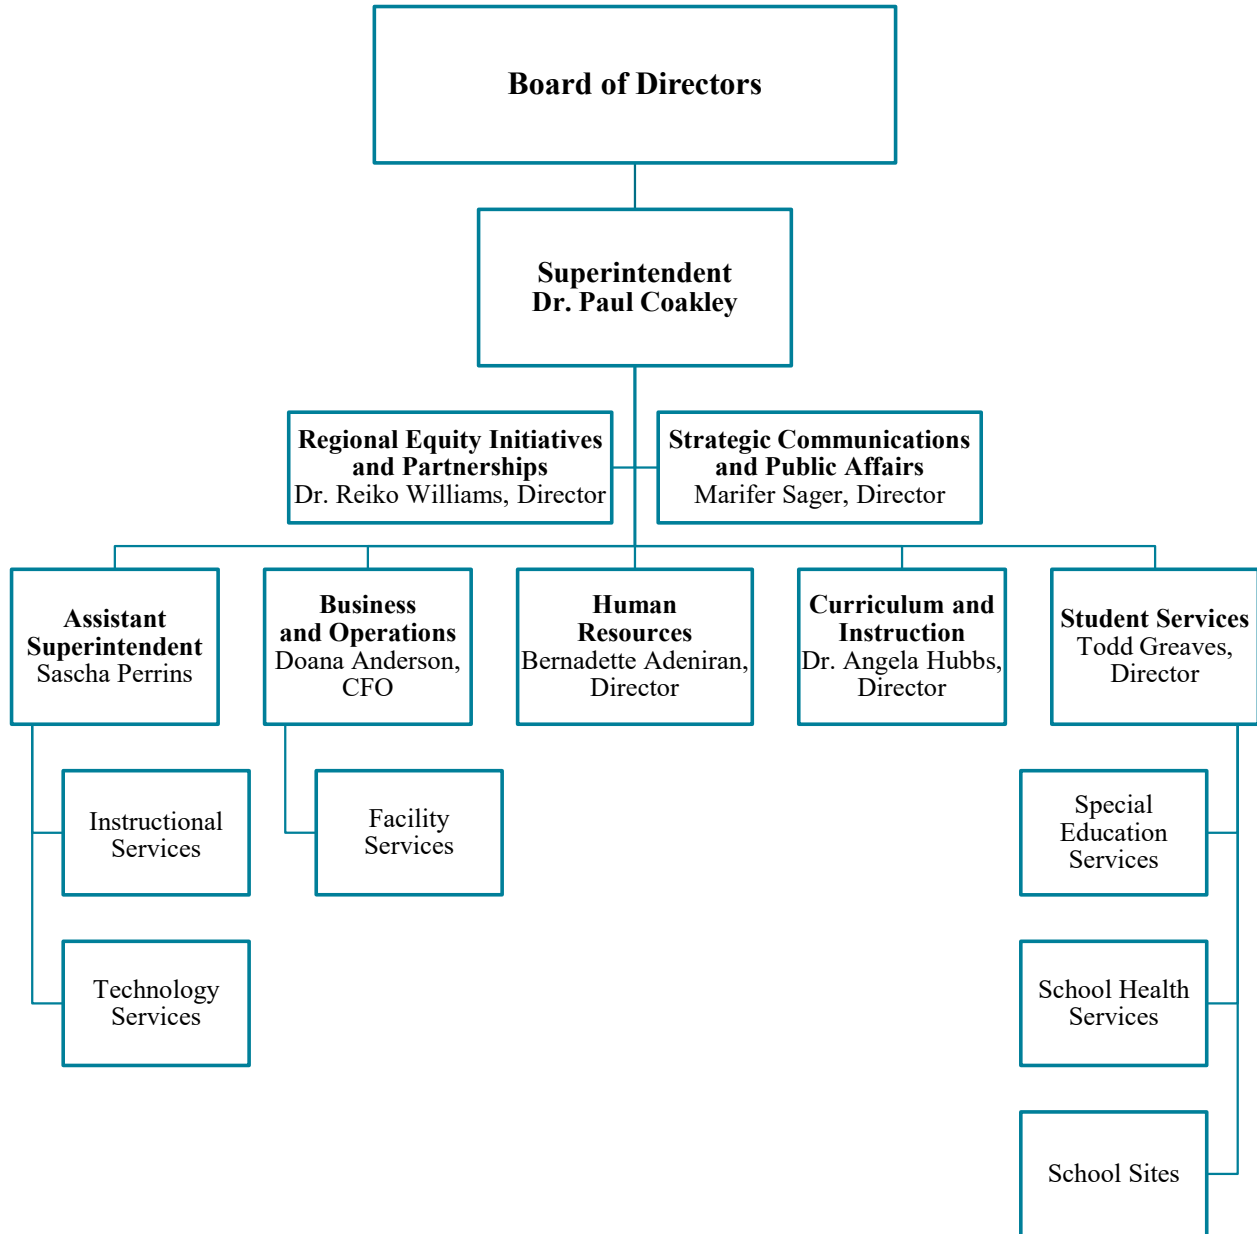 Board of Directors
Superintendent
Dr. Paul Coakley
Regional Equity Initiatives
and Partnerships
Dr. Reiko Williams, Director
Strategic Communications
and Public Affairs
Marifer Sager, Director
Assistant
Superintendent
Sascha Perrins
Business
and Operations
Doana Anderson,
CFO
Human
Resources
Bernadette Adeniran,
Director
Curriculum and
Instruction
Dr. Angela Hubbs,
Director
Student Services
Todd Greaves,
Director
Instructional
Services
Facility
Services
Special
Education
Services
Technology
Services
School Health
Services
School Sites